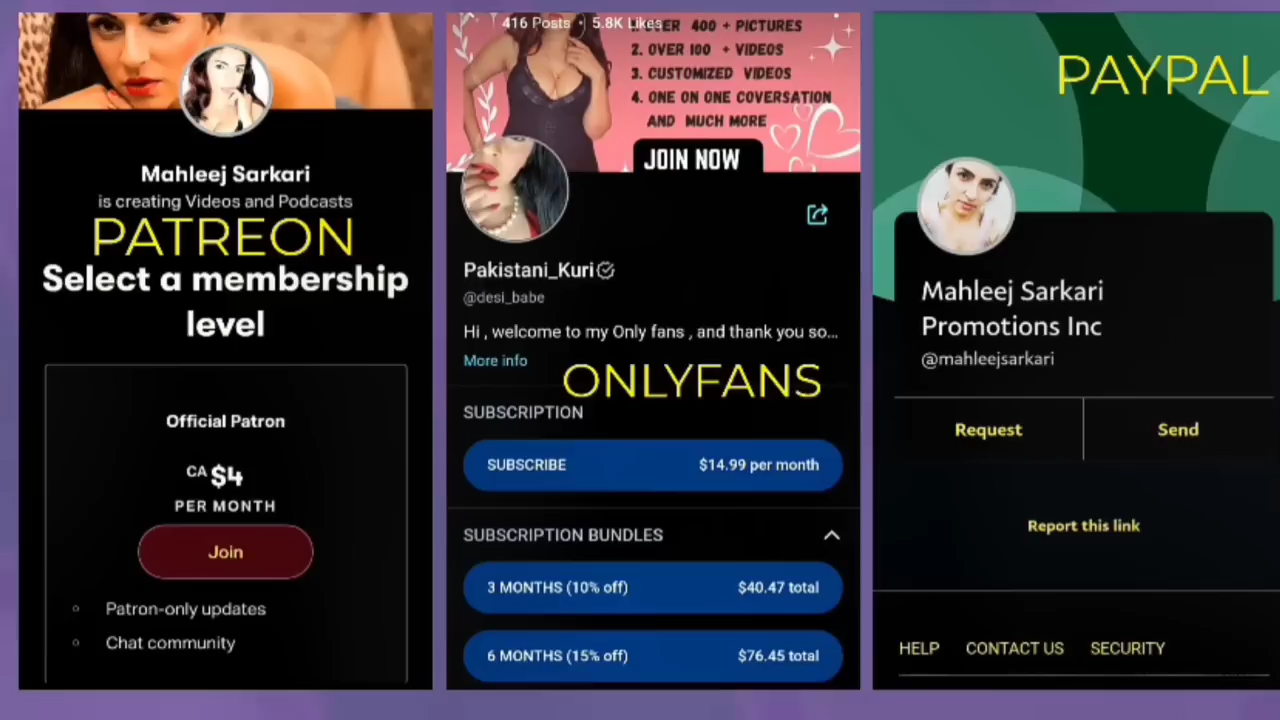 Mahleej Sarkari
is creating Videos and Podcasts
PATREON
Select a membership
level
Official Patron
CA $4
PER MONTH
Join
Patron-only updates
Chat community
416 Posts • 5.8K Likes
1. OVER 400 + PICTURES
2. OVER 100 + VIDEOS
3. CUSTOMIZED VIDEOS
4. ONE ON ONE COVERSATION
AND MUCH MORE
JOIN NOW
Pakistani_Kuri
@desi_babe
Hi , welcome to my Only fans , and thank you so...
More info
ONLYFANS
SUBSCRIPTION
SUBSCRIBE $14.99 per month
SUBSCRIPTION BUNDLES
3 MONTHS (10% off) $40.47 total
6 MONTHS (15% off) $76.45 total
PAYPAL
Mahleej Sarkari
Promotions Inc
@mahleejsarkari
Request Send
Report this link
HELP CONTACT US SECURITY